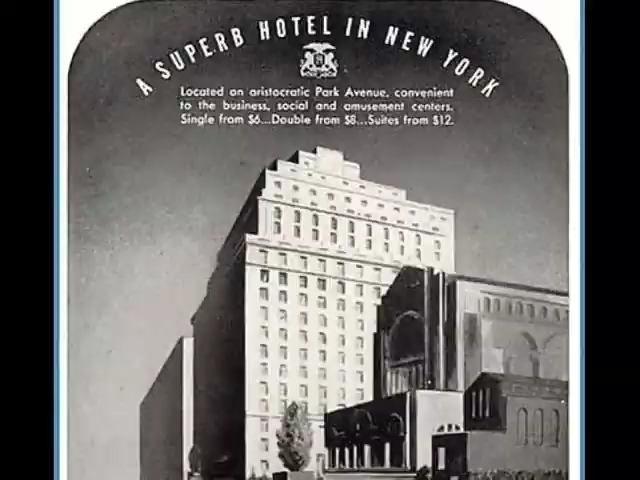 A SUPERB HOTEL IN NEW YORK
Located on aristocratic Park Avenue, convenient
to the business, social and amusement centers.
Single from $6...Double from $8...Suites from $12.